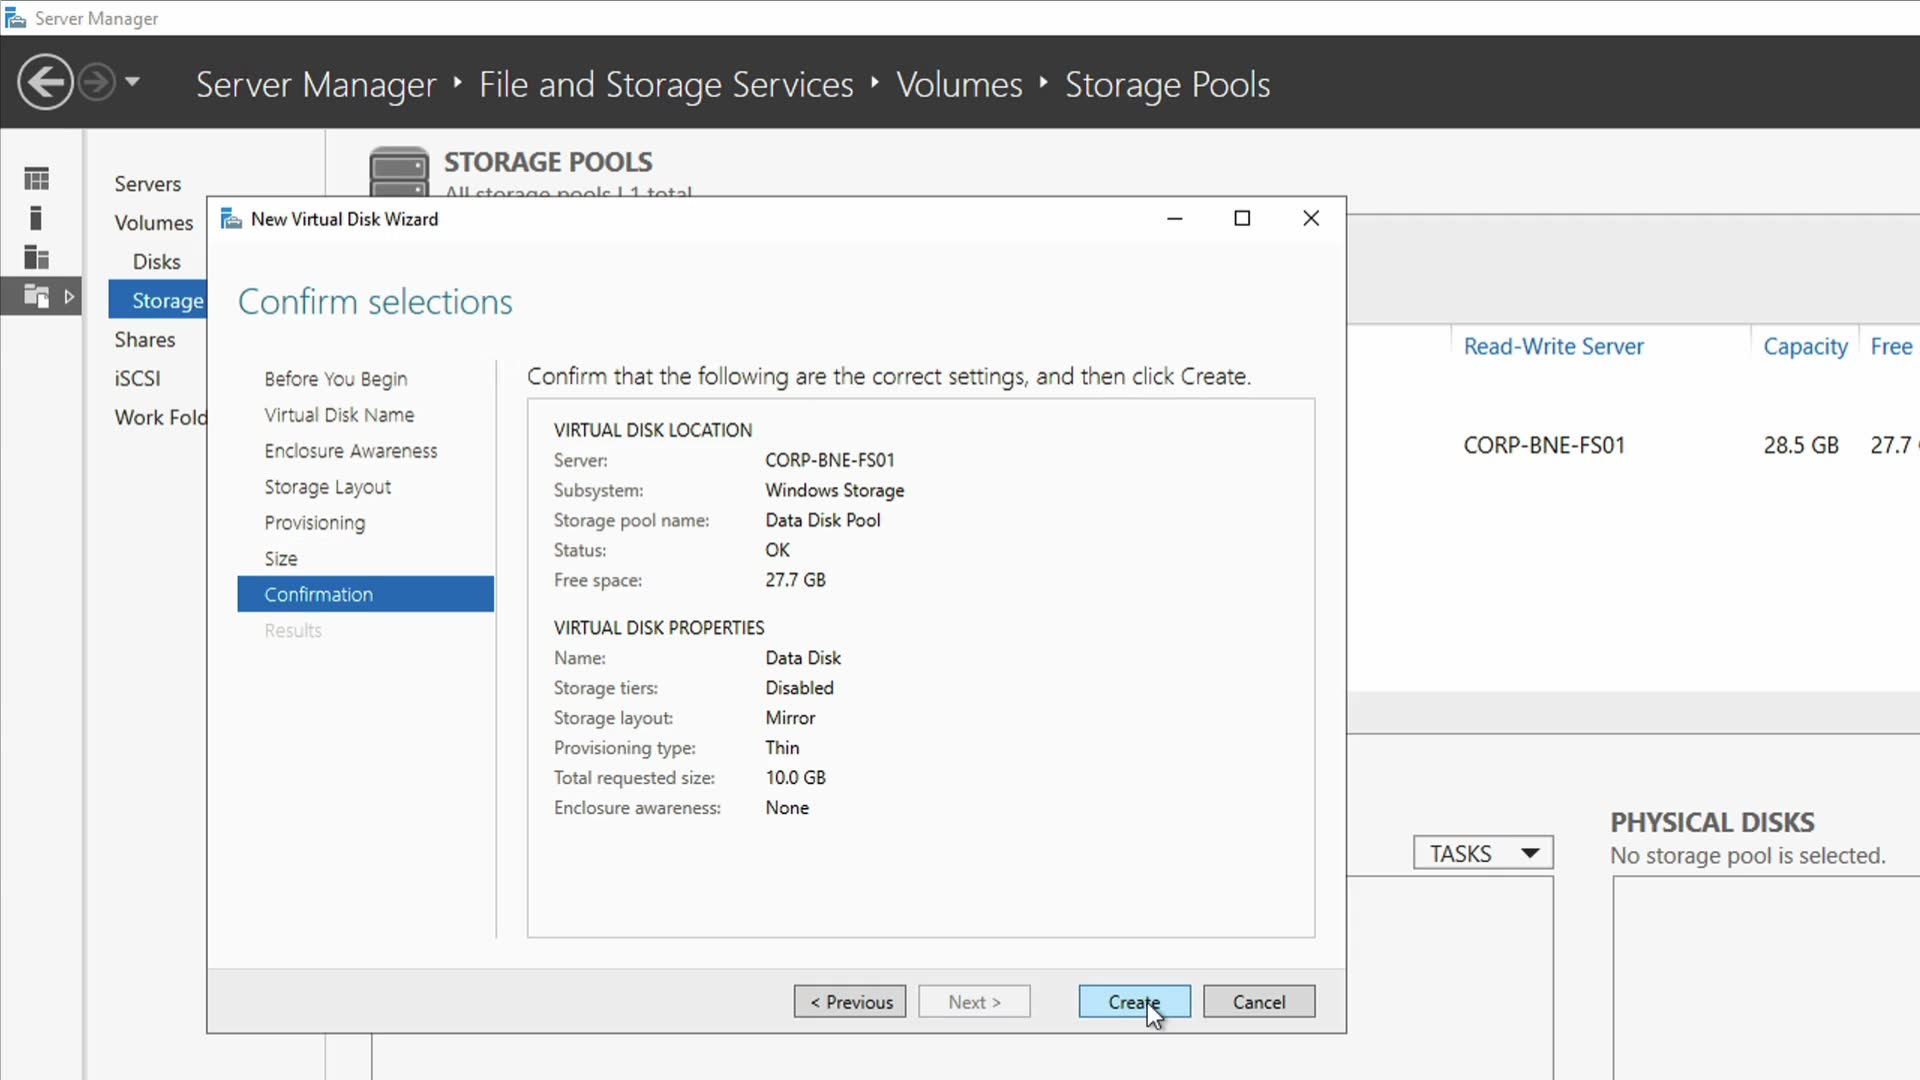 Server Manager
Server Manager ‣ File and Storage Services ‣ Volumes ‣ Storage Pools
Servers
Volumes
Disks
Storage
Shares
iSCSI
Work Fold
STORAGE POOLS
All storage pools | 1 total
New Virtual Disk Wizard
Confirm selections
Before You Begin
Virtual Disk Name
Enclosure Awareness
Storage Layout
Provisioning
Size
Confirmation
Results
Confirm that the following are the correct settings, and then click Create.
VIRTUAL DISK LOCATION
Server: CORP-BNE-FS01
Subsystem: Windows Storage
Storage pool name: Data Disk Pool
Status: OK
Free space: 27.7 GB
VIRTUAL DISK PROPERTIES
Name: Data Disk
Storage tiers: Disabled
Storage layout: Mirror
Provisioning type: Thin
Total requested size: 10.0 GB
Enclosure awareness: None
< Previous Next > Create Cancel
Read-Write Server Capacity Free
CORP-BNE-FS01 28.5 GB 27.7
TASKS
PHYSICAL DISKS
No storage pool is selected.